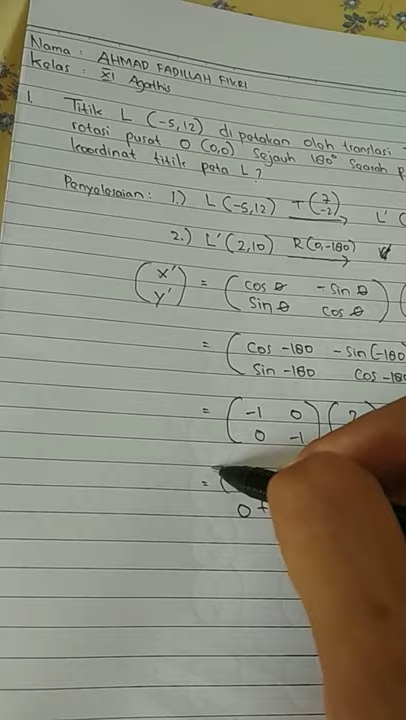 Nama : AHMAD FADILLAH FIKRI
Kelas : XI Agathis
1. Titik L (-5,12) di petakan oleh translasi
rotasi pusat O (0,0) sejauh 180° searah
koordinat titik peta L?
Penyelesaian : 1.) L(-5,12) T(7 -2) L' (
2.) L'(2,10) R(0,-180)
(x' y') = (cos θ -sin θ sin θ cos θ) (
= (cos -180 -sin(-180 sin -180 cos -180
= (-1 0 0 -1) (2
= (
0 +